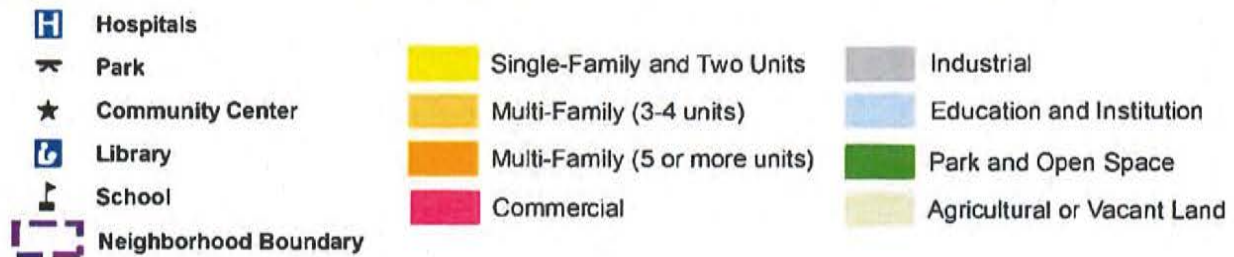 H Hospitals
Park
Community Center
Library
School
Neighborhood Boundary
Single-Family and Two Units
Multi-Family (3-4 units)
Multi-Family (5 or more units)
Commercial
Industrial
Education and Institution
Park and Open Space
Agricultural or Vacant Land